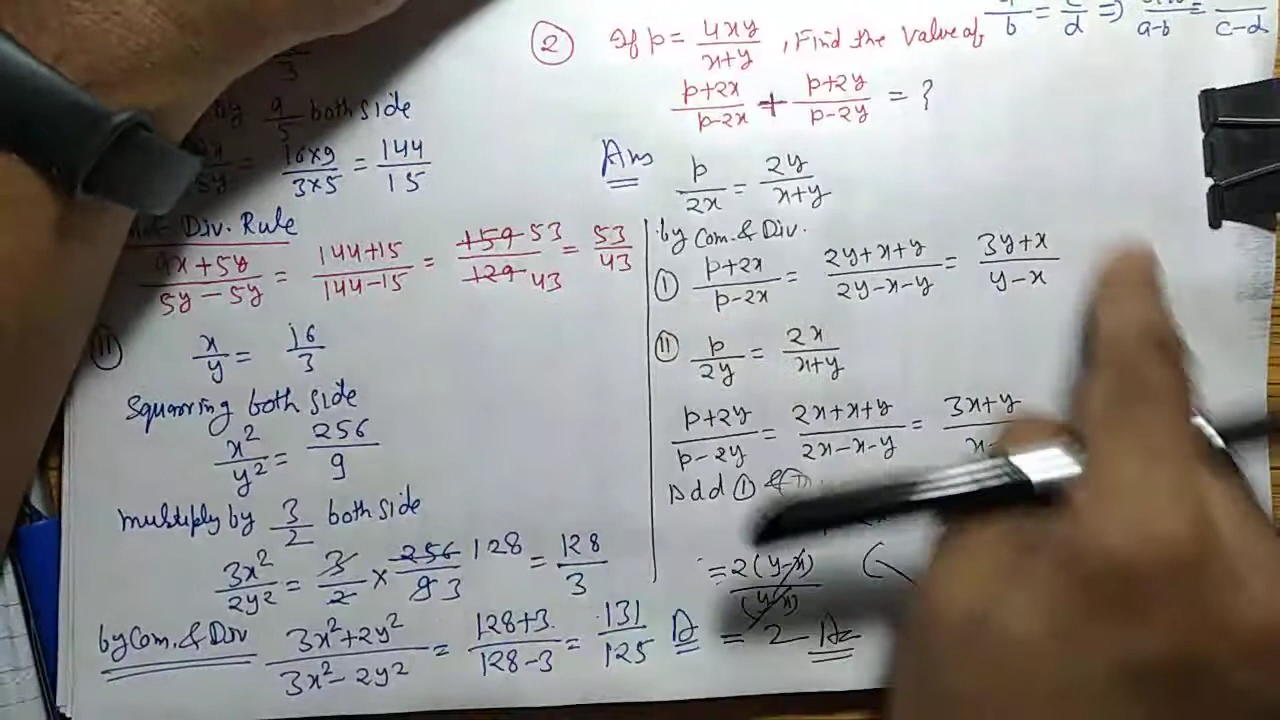 ② If p = 4xy/x+y , Find the value of
p+2x/p-2x + p+2y/p-2y = ?
b = d ⇒ a-b = c-d
3
by 9/5 both side
5y = 16×9/3×5 = 144/15
Div. Rule
9x+5y/5y-5y = 144+15/144-15 = 159 53/129 43 = 53/43
Ⅱ x/y = 16/3
Squaring both side
x²/y² = 256/9
multiply by 3/2 both side
3x²/2y² = 3/2 × 256 128/9 3 = 128/3
by Com. & Div 3x²+2y²/3x²-2y² = 128+3/128-3 = 131/125 A
Ans p/2x = 2y/x+y
by Com. & Div.
① p+2x/p-2x = 2y+x+y/2y-x-y = 3y+x/y-x
Ⅱ p/2y = 2x/x+y
p+2y/p-2y = 2x+x+y/2x-x-y = 3x+y/x-
Add ① &
= 2(y-x)/(y-x)
= 2 As